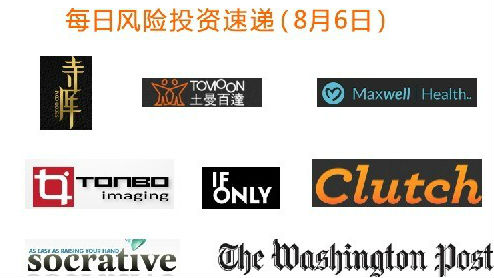 每日风险投资速递(8月6日)
寺库
TOMOON
土曼百達
Maxwell Health..
TONBO
imaging
IF
ONLY
Clutch
AS EASY AS RAISING YOUR HAND
socrative
The Washington Post